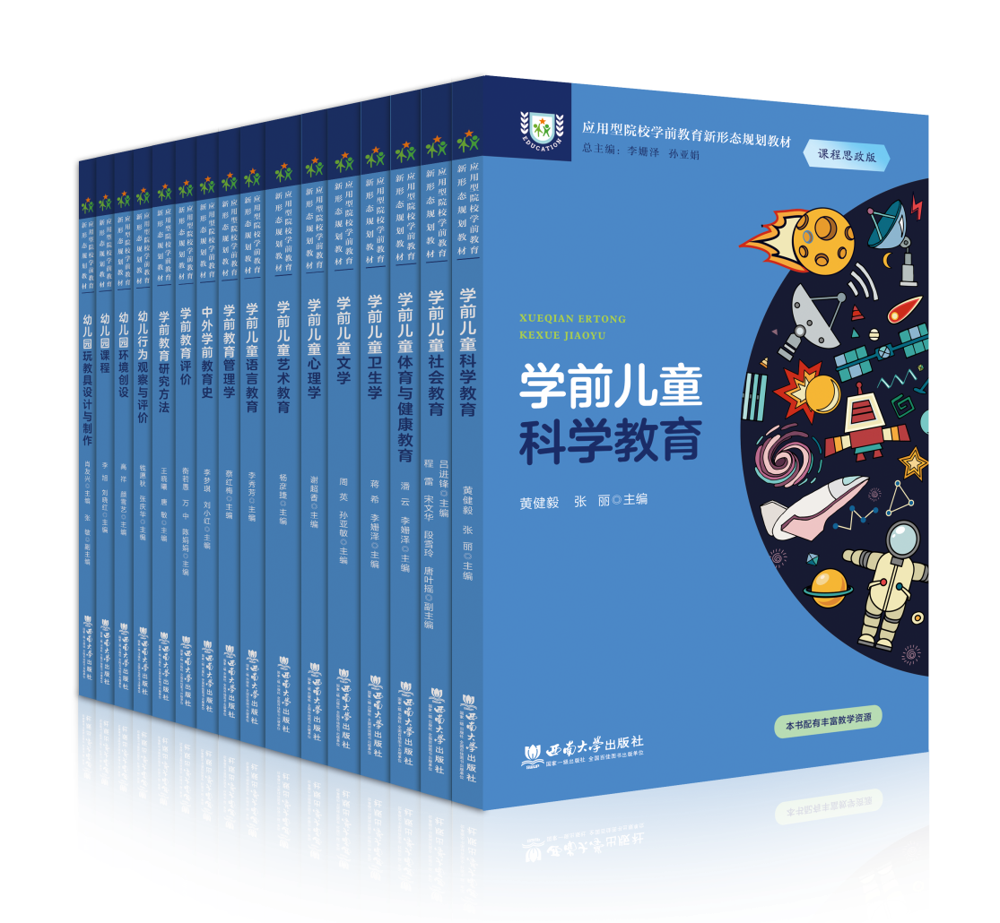 应用型院校学前教育新形态规划教材
总主编：李姗泽 孙亚娟
课程思政版
EDUCATION
XUEQIAN ERTONG
KEXUE JIAOYU
学前儿童
科学教育
黄健毅 张 丽◎主编
本书配有丰富教学资源
西南大学出版社
国家一级出版社 全国百佳图书出版单位
应用型院校学前教育
新形态规划教材
幼儿园玩教具设计与制作
肖友兴◎主编 张 敏◎副主编
西南大学出版社
应用型院校学前教育
新形态规划教材
幼儿园课程
李 旭 刘晓红◎主编
西南大学出版社
应用型院校学前教育
新形态规划教材
幼儿园环境创设
禹 祥 颜青艺◎主编
西南大学出版社
应用型院校学前教育
新形态规划教材
幼儿行为观察与评价
钱愿秋 张庆华◎主编
西南大学出版社
应用型院校学前教育
新形态规划教材
学前教育研究方法
王晓曦 唐 敏◎主编
西南大学出版社
应用型院校学前教育
新形态规划教材
学前教育评价
衡若愚 万 中 陈娟娟◎主编
西南大学出版社
应用型院校学前教育
新形态规划教材
中外学前教育史
李梦琪 刘小红◎主编
西南大学出版社
应用型院校学前教育
新形态规划教材
学前教育管理学
蔡红梅◎主编
西南大学出版社
应用型院校学前教育
新形态规划教材
学前儿童语言教育
李秀芳◎主编
西南大学出版社
应用型院校学前教育
新形态规划教材
学前儿童艺术教育
杨彦捷◎主编
西南大学出版社
应用型院校学前教育
新形态规划教材
学前儿童心理学
谢超香◎主编
西南大学出版社
应用型院校学前教育
新形态规划教材
学前儿童文学
周 英 孙亚敏◎主编
西南大学出版社
应用型院校学前教育
新形态规划教材
学前儿童卫生学
蒋 希 李姗泽◎主编
西南大学出版社
应用型院校学前教育
新形态规划教材
学前儿童体育与健康教育
潘 云 李姗泽◎主编
西南大学出版社
应用型院校学前教育
新形态规划教材
学前儿童社会教育
吕进锋◎主编
程 雷 宋文华 段雪玲 唐叶摇◎副主编
西南大学出版社
应用型院校学前教育
新形态规划教材
学前儿童科学教育
黄健毅 张 丽◎主编
西南大学出版社